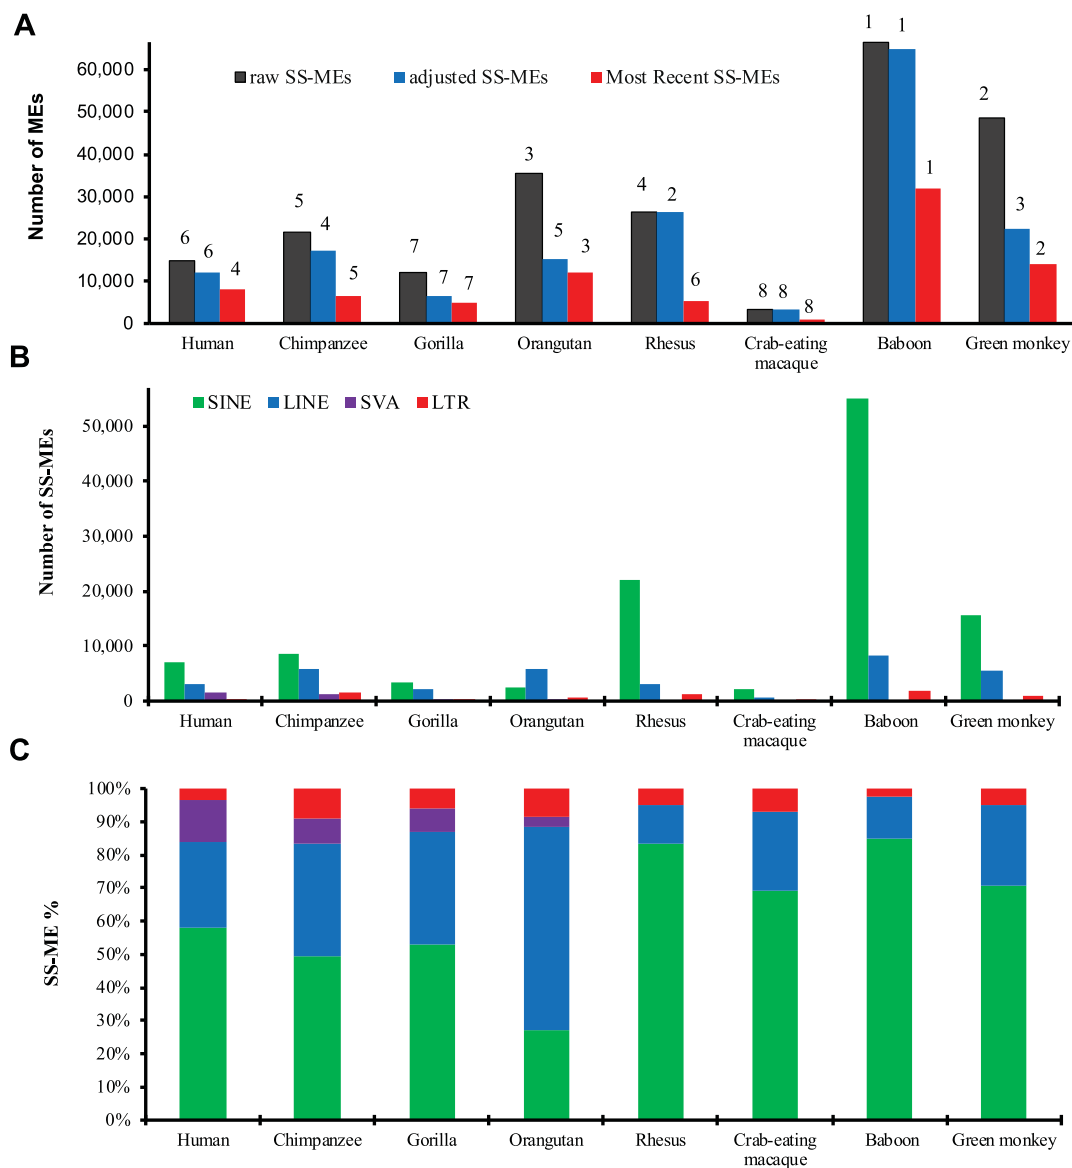 A
Number of MEs
60,000
50,000
40,000
30,000
20,000
10,000
0
raw SS-MEs adjusted SS-MEs Most Recent SS-MEs
6 6 4
5 4 5
7 7 7
3 5 3
4 2 6
8 8 8
1 1 1
2 3 2
Human Chimpanzee Gorilla Orangutan Rhesus Crab-eating macaque Baboon Green monkey
B
Number of SS-MEs
50,000
40,000
30,000
20,000
10,000
0
SINE LINE SVA LTR
Human Chimpanzee Gorilla Orangutan Rhesus Crab-eating macaque Baboon Green monkey
C
SS-ME %
100%
90%
80%
70%
60%
50%
40%
30%
20%
10%
0%
Human Chimpanzee Gorilla Orangutan Rhesus Crab-eating macaque Baboon Green monkey